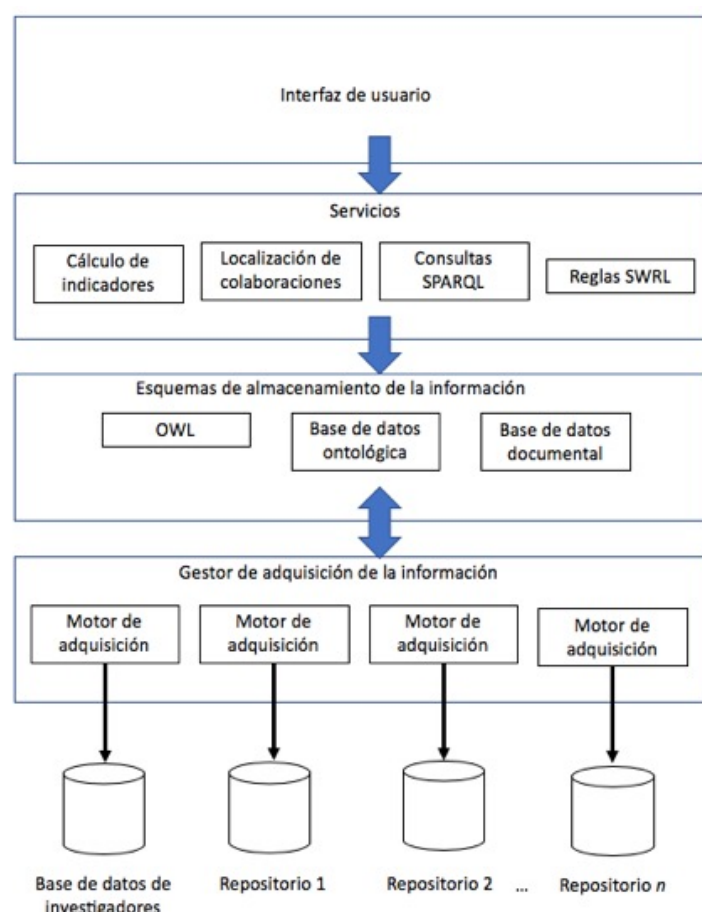 Interfaz de usuario
Servicios
Cálculo de
indicadores
Localización de
colaboraciones
Consultas
SPARQL
Reglas SWRL
Esquemas de almacenamiento de la información
OWL
Base de datos
ontológica
Base de datos
documental
Gestor de adquisición de la información
Motor de
adquisición
Motor de
adquisición
Motor de
adquisición
Motor de
adquisición
Base de datos de
investigadores
Repositorio 1
Repositorio 2
...
Repositorio n